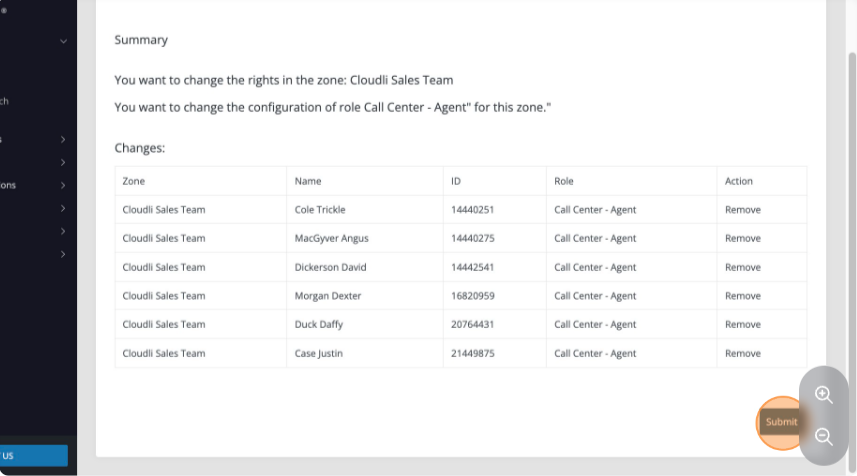 ®
ch
s
ons
US
Summary
You want to change the rights in the zone: Cloudli Sales Team
You want to change the configuration of role Call Center - Agent" for this zone."
Changes:
Zone Name ID Role Action
Cloudli Sales Team Cole Trickle 14440251 Call Center - Agent Remove
Cloudli Sales Team MacGyver Angus 14440275 Call Center - Agent Remove
Cloudli Sales Team Dickerson David 14442541 Call Center - Agent Remove
Cloudli Sales Team Morgan Dexter 16820959 Call Center - Agent Remove
Cloudli Sales Team Duck Daffy 20764431 Call Center - Agent Remove
Cloudli Sales Team Case Justin 21449875 Call Center - Agent Remove
Submit